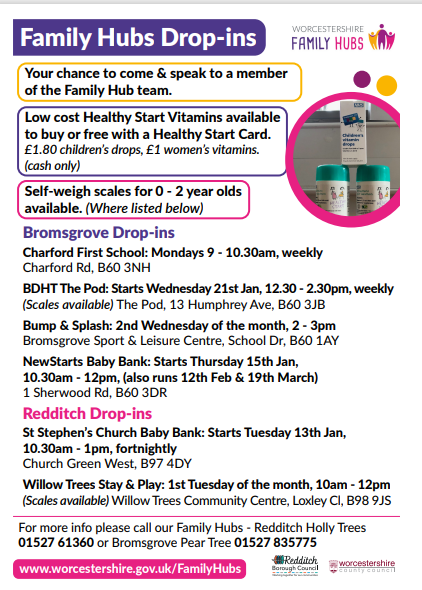 Family Hubs Drop-ins
WORCESTERSHIRE
FAMILY HUBS
Your chance to come & speak to a member
of the Family Hub team.
Low cost Healthy Start Vitamins available
to buy or free with a Healthy Start Card.
£1.80 children's drops, £1 women's vitamins.
(cash only)
Children's
vitamin
drops
Self-weigh scales for 0 - 2 year olds
available. (Where listed below)
Bromsgrove Drop-ins
Charford First School: Mondays 9 - 10.30am, weekly
Charford Rd, B60 3NH
BDHT The Pod: Starts Wednesday 21st Jan, 12.30 - 2.30pm, weekly
(Scales available) The Pod, 13 Humphrey Ave, B60 3JB
Bump & Splash: 2nd Wednesday of the month, 2 - 3pm
Bromsgrove Sport & Leisure Centre, School Dr, B60 1AY
NewStarts Baby Bank: Starts Thursday 15th Jan,
10.30am - 12pm, (also runs 12th Feb & 19th March)
1 Sherwood Rd, B60 3DR
Redditch Drop-ins
St Stephen's Church Baby Bank: Starts Tuesday 13th Jan,
10.30am - 1pm, fortnightly
Church Green West, B97 4DY
Willow Trees Stay & Play: 1st Tuesday of the month, 10am - 12pm
(Scales available) Willow Trees Community Centre, Loxley Cl, B98 9JS
For more info please call our Family Hubs - Redditch Holly Trees
01527 61360 or Bromsgrove Pear Tree 01527 835775
www.worcestershire.gov.uk/FamilyHubs
Redditch
Borough Council
worcestershire
county council